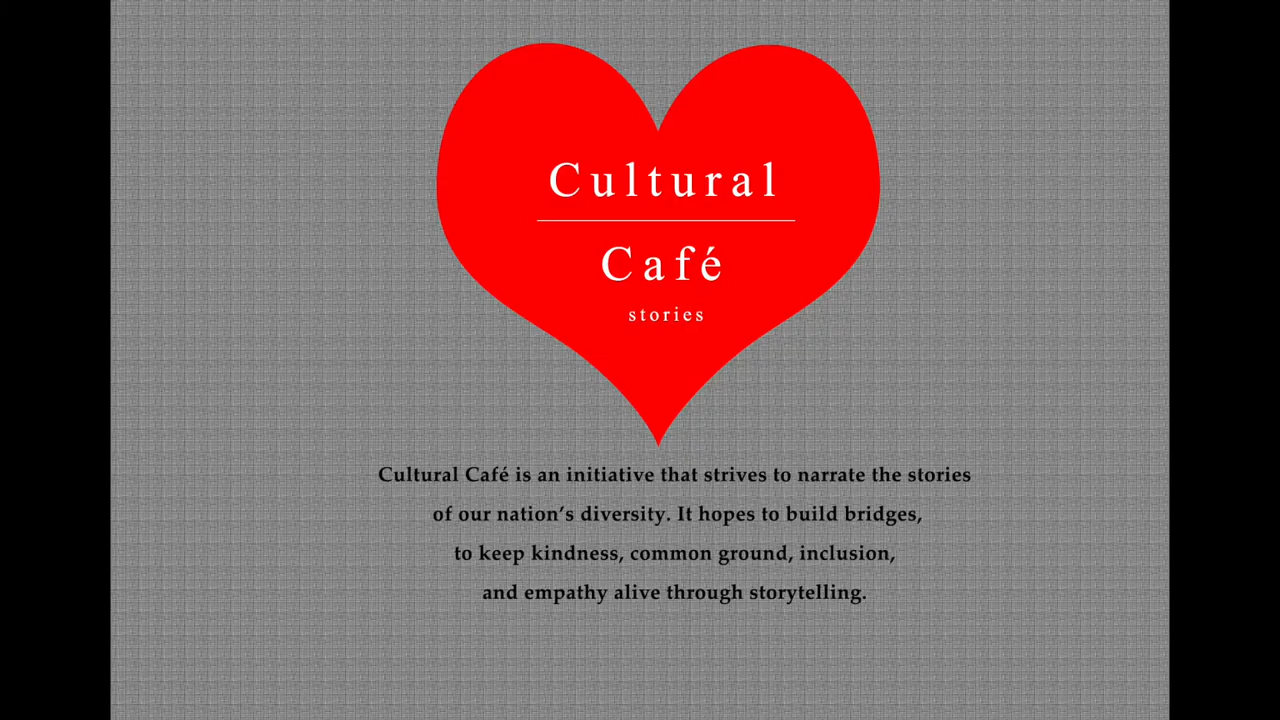 Cultural
Café
stories
Cultural Café is an initiative that strives to narrate the stories
of our nation’s diversity. It hopes to build bridges,
to keep kindness, common ground, inclusion,
and empathy alive through storytelling.